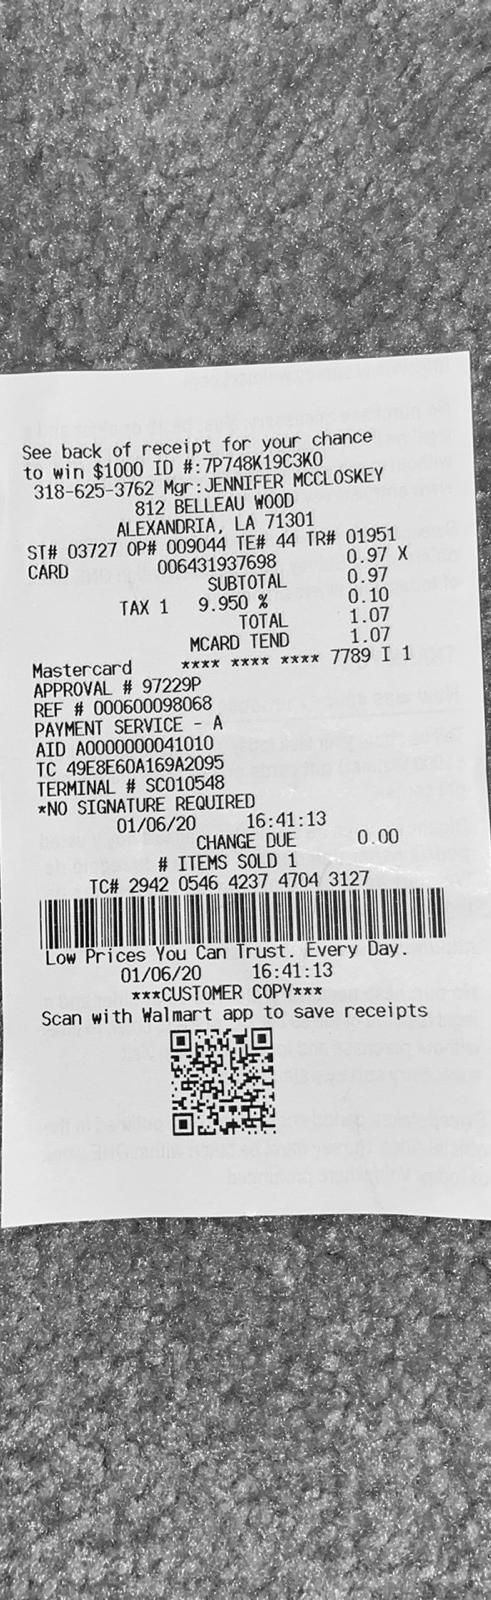 See back of receipt for your chance
to win $1000 ID #:7P748K19C3K0
318-625-3762 Mgr:JENNIFER MCCLOSKEY
812 BELLEAU WOOD
ALEXANDRIA, LA 71301
ST# 03727 OP# 009044 TE# 44 TR# 01951
CARD 006431937698 0.97 X
SUBTOTAL 0.97
TAX 1 9.950 % 0.10
TOTAL 1.07
MCARD TEND 1.07
Mastercard **** **** **** 7789 I 1
APPROVAL # 97229P
REF # 000600098068
PAYMENT SERVICE - A
AID A0000000041010
TC 49E8E60A169A2095
TERMINAL # SC010548
*NO SIGNATURE REQUIRED
01/06/20 16:41:13
CHANGE DUE 0.00
# ITEMS SOLD 1
TC# 2942 0546 4237 4704 3127
Low Prices You Can Trust. Every Day.
01/06/20 16:41:13
***CUSTOMER COPY***
Scan with Walmart app to save receipts